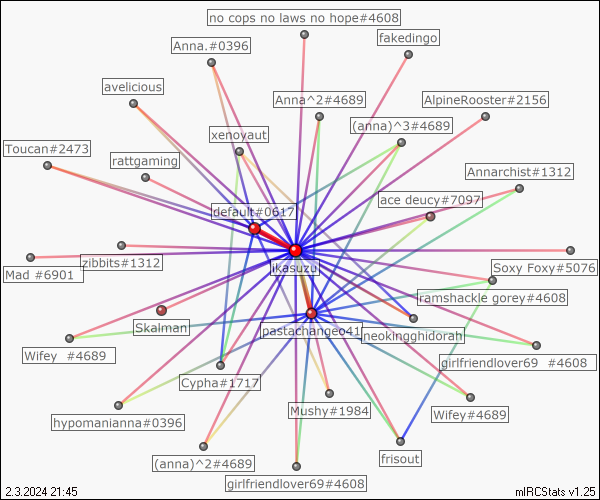 no cops no laws no hope#4608
fakedingo
Anna.#0396
avelicious
Anna^2#4689
AlpineRooster#2156
(anna)^3#4689
xenoyaut
Toucan#2473
rattgaming
Annarchist#1312
ace deucy#7097
default#0617
zibbits#1312
Mad #6901
ikasuzu
Soxy Foxy#5076
ramshackle gorey#4608
Skalman
pastachangeo41
neokingghidorah
Wifey #4689
girlfriendlover69 #4608
Cypha#1717
Mushy#1984
Wifey#4689
hypomanianna#0396
(anna)^2#4689
frisout
girlfriendlover69#4608
2.3.2024 21:45
mIRCStats v1.25